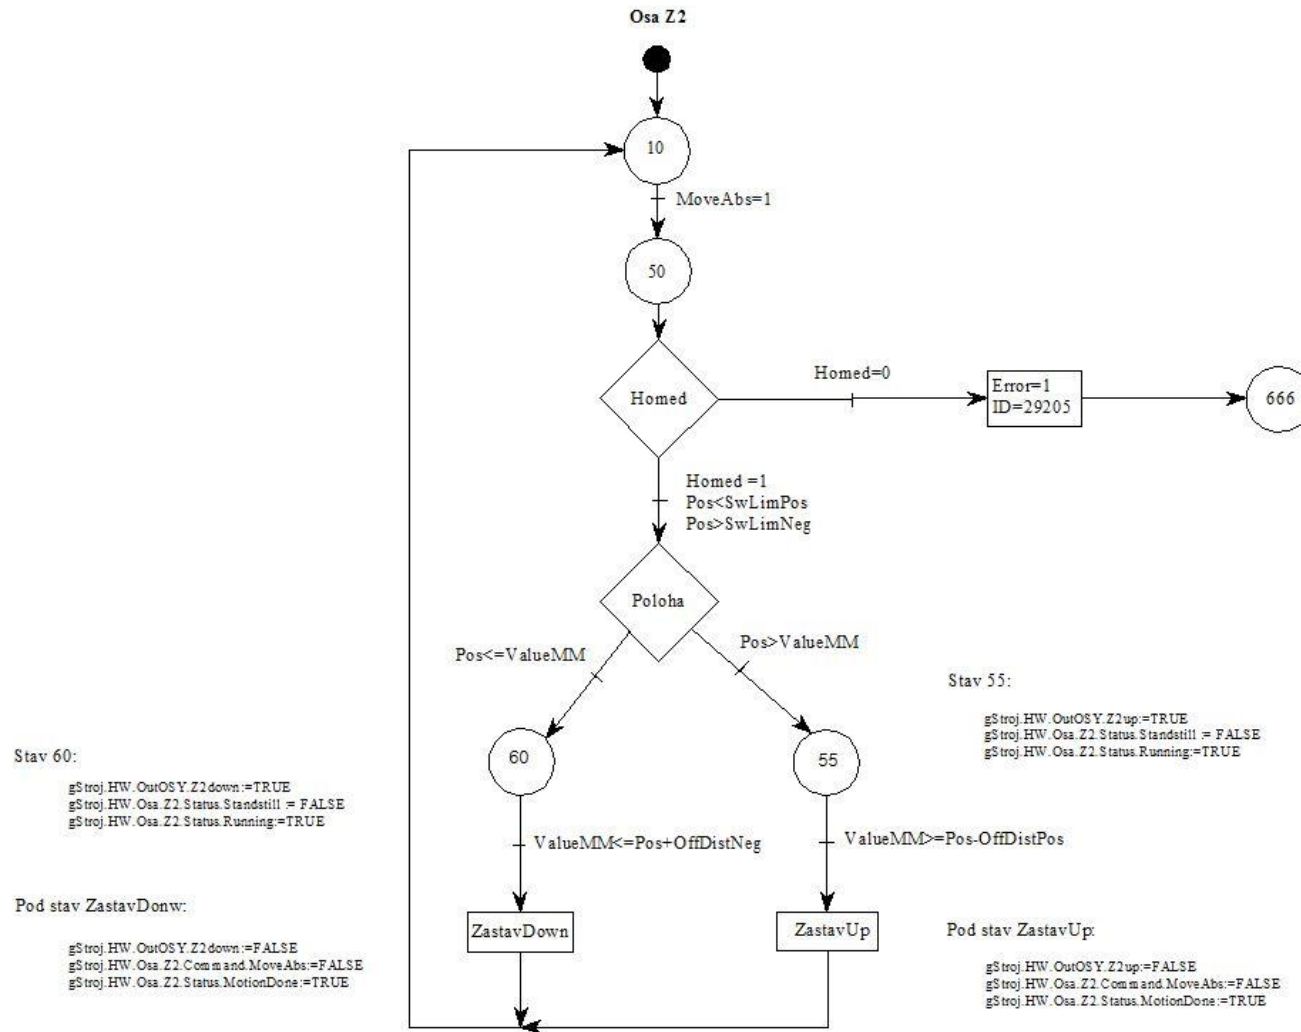 Osa Z2
10
MoveAbs=1
50
Homed
Homed=0
Error=1
ID=29205
666
Homed =1
Pos<SwLimPos
Pos>SwLimNeg
Poloha
Pos<=ValueMM
Pos>ValueMM
60
55
Stav 55:
gStroj.HW.OutOSY.Z2up:=TRUE
gStroj.HW.Osa.Z2.Status.Standstill := FALSE
gStroj.HW.Osa.Z2.Status.Running:=TRUE
Stav 60:
gStroj.HW.OutOSY.Z2down:=TRUE
gStroj.HW.Osa.Z2.Status.Standstill := FALSE
gStroj.HW.Osa.Z2.Status.Running:=TRUE
ValueMM<=Pos+OffDistNeg
ValueMM>=Pos-OffDistPos
ZastavDown
ZastavUp
Pod stav ZastavDonw:
gStroj.HW.OutOSY.Z2down:=FALSE
gStroj.HW.Osa.Z2.Command.MoveAbs:=FALSE
gStroj.HW.Osa.Z2.Status.MotionDone:=TRUE
Pod stav ZastavUp:
gStroj.HW.OutOSY.Z2up:=FALSE
gStroj.HW.Osa.Z2.Command.MoveAbs:=FALSE
gStroj.HW.Osa.Z2.Status.MotionDone:=TRUE